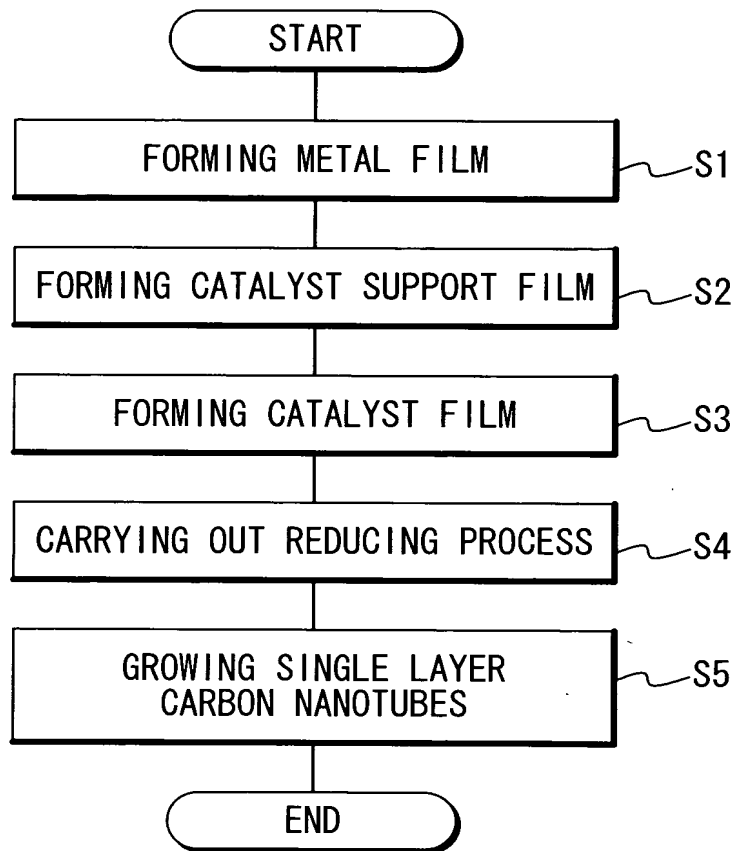 START
FORMING METAL FILM
S1
FORMING CATALYST SUPPORT FILM
S2
FORMING CATALYST FILM
S3
CARRYING OUT REDUCING PROCESS
S4
GROWING SINGLE LAYER
CARBON NANOTUBES
S5
END